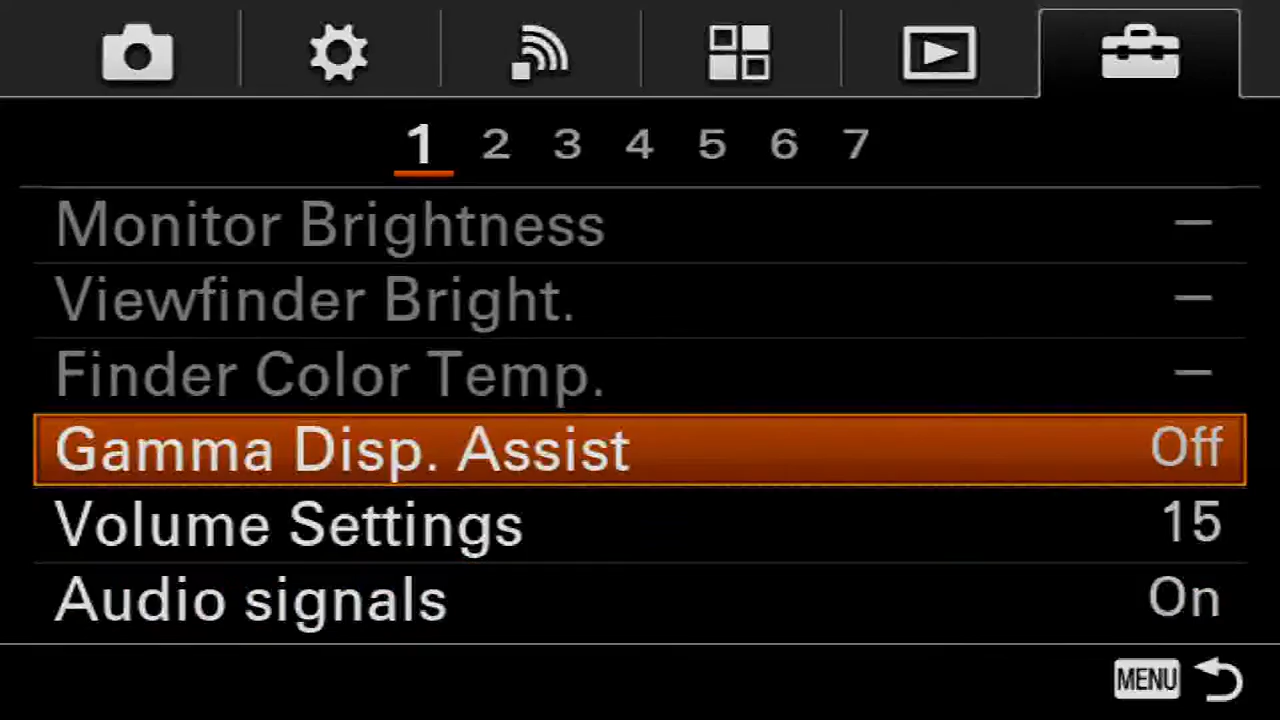 1 2 3 4 5 6 7
Monitor Brightness –
Viewfinder Bright. –
Finder Color Temp. –
Gamma Disp. Assist Off
Volume Settings 15
Audio signals On
MENU